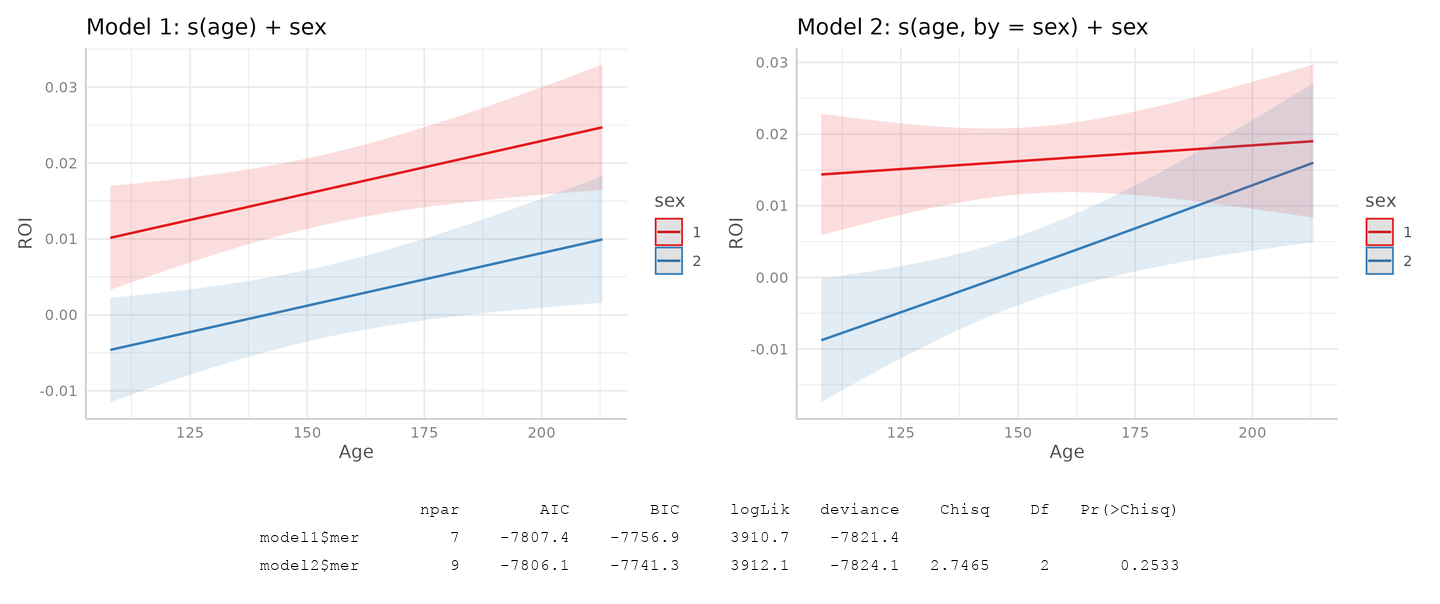 Model 1: s(age) + sex
0.03
0.02
0.01
0.00
-0.01
ROI
125 150 175 200
Age
sex
1
2
Model 2: s(age, by = sex) + sex
0.03
0.02
0.01
0.00
-0.01
ROI
125 150 175 200
Age
sex
1
2
npar AIC BIC logLik deviance Chisq Df Pr(>Chisq)
model1$mer 7 -7807.4 -7756.9 3910.7 -7821.4
model2$mer 9 -7806.1 -7741.3 3912.1 -7824.1 2.7465 2 0.2533